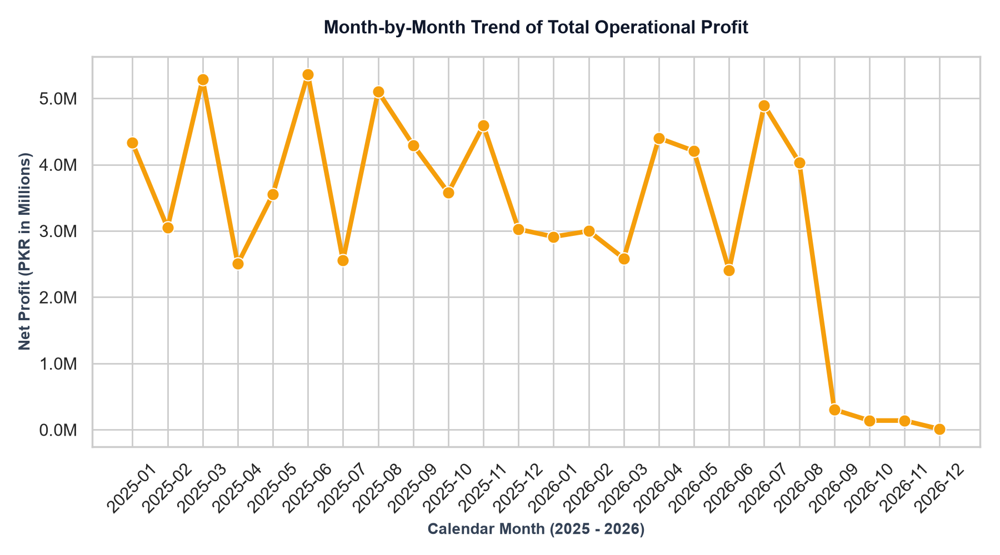 Month-by-Month Trend of Total Operational Profit
Net Profit (PKR in Millions)
5.0M
4.0M
3.0M
2.0M
1.0M
0.0M
2025-01
2025-02
2025-03
2025-04
2025-05
2025-06
2025-07
2025-08
2025-09
2025-10
2025-11
2025-12
2026-01
2026-02
2026-03
2026-04
2026-05
2026-06
2026-07
2026-08
2026-09
2026-10
2026-11
2026-12
Calendar Month (2025 - 2026)